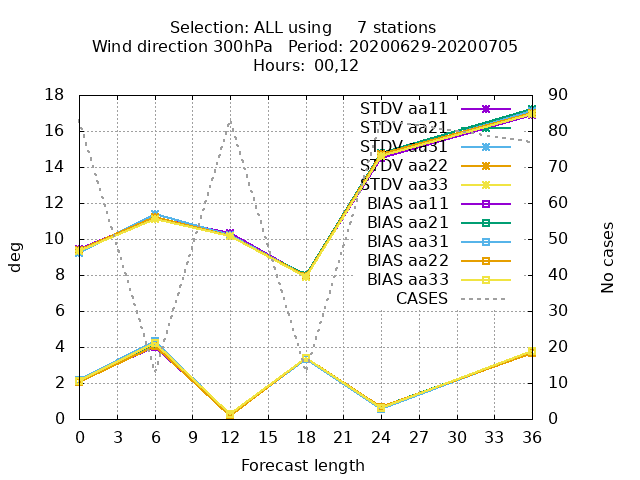 Selection: ALL using     7 stations
Wind direction 300hPa   Period: 20200629-20200705
Hours:  00,12
deg
No cases
18
16
14
12
10
8
6
4
2
0
90
80
70
60
50
40
30
20
10
0
STDV aa11
STDV aa21
STDV aa31
STDV aa22
STDV aa33
BIAS aa11
BIAS aa21
BIAS aa31
BIAS aa22
BIAS aa33
CASES
0 3 6 9 12 15 18 21 24 27 30 33 36
Forecast length